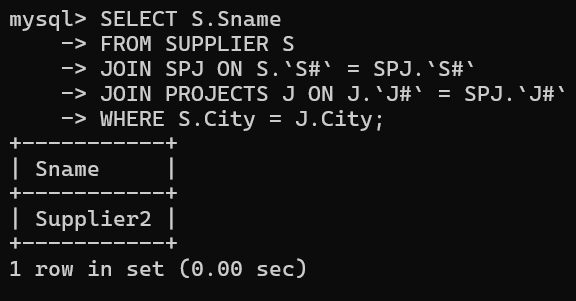 mysql> SELECT S.Sname
    -> FROM SUPPLIER S
    -> JOIN SPJ ON S.`S#` = SPJ.`S#`
    -> JOIN PROJECTS J ON J.`J#` = SPJ.`J#`
    -> WHERE S.City = J.City;
+-----------+
| Sname     |
+-----------+
| Supplier2 |
+-----------+
1 row in set (0.00 sec)